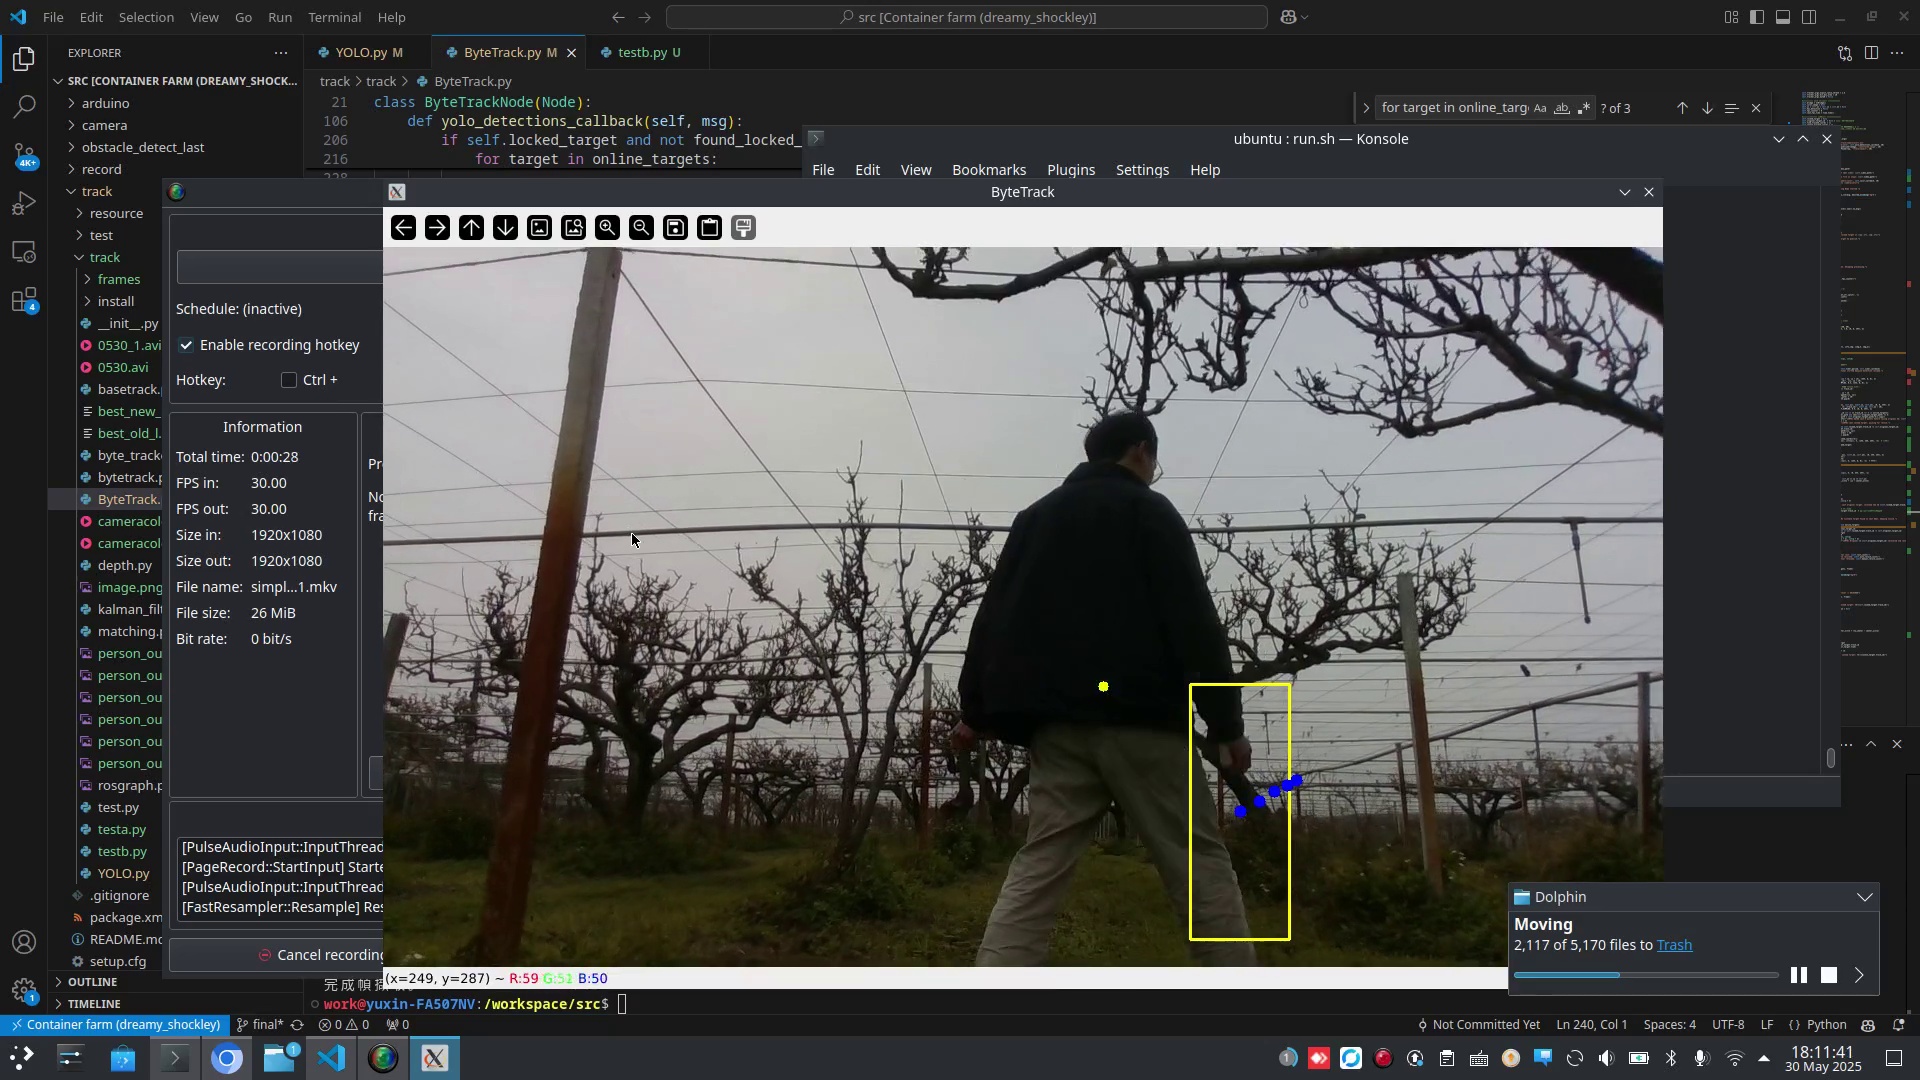 File Edit Selection View Go Run Terminal Help
src [Container farm (dreamy_shockley)]
EXPLORER
SRC [CONTAINER FARM (DREAMY_SHOCK...
arduino
camera
obstacle_detect_last
record
track
resource
test
track
frames
install
__init__.py
0530_1.avi
0530.avi
basetrack.
best_new_
best_old_l.
byte_track
bytetrack.p
ByteTrack.
cameracol
cameracol
depth.py
image.png
kalman_filt
matching.p
person_ou
person_ou
person_ou
person_ou
person_ou
person_ou
rosgraph.p
test.py
testa.py
testb.py
YOLO.py
.gitignore
package.xm
README.md
setup.cfg
OUTLINE
TIMELINE
YOLO.py M
ByteTrack.py M
testb.py U
track > track > ByteTrack.py
21 class ByteTrackNode(Node):
106 def yolo_detections_callback(self, msg):
206 if self.locked_target and not found_locked_
216 for target in online_targets:
for target in online_targ
Aa ab
? of 3
ubuntu : run.sh — Konsole
File Edit View Bookmarks Plugins Settings Help
ByteTrack
Schedule: (inactive)
Enable recording hotkey
Hotkey: Ctrl +
Information
Total time: 0:00:28
FPS in: 30.00
FPS out: 30.00
Size in: 1920x1080
Size out: 1920x1080
File name: simpl...1.mkv
File size: 26 MiB
Bit rate: 0 bit/s
Pr
No
fra
[PulseAudioInput::InputThread
[PageRecord::StartInput] Starte
[PulseAudioInput::InputThread
[FastResampler::Resample] Res
Cancel recording
(x=249, y=287) ~ R:59 G:51 B:50
work@yuxin-FA507NV:/workspace/src$
Dolphin
Moving
2,117 of 5,170 files to Trash
Container farm (dreamy_shockley) final* 0 0 0
Not Committed Yet Ln 240, Col 1 Spaces: 4 UTF-8 LF {} Python
4K+
4
1
1
1
18:11:41
30 May 2025